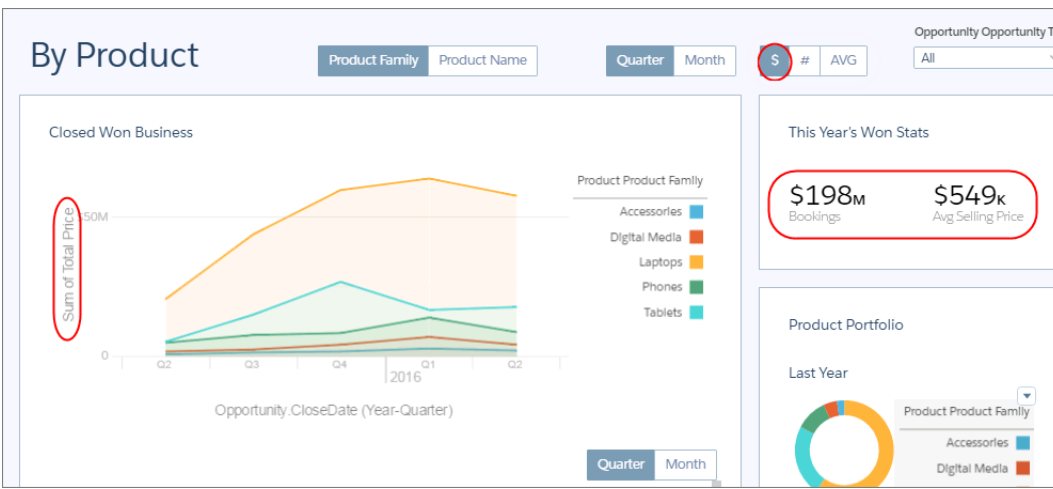 By Product
Product Family Product Name
Quarter Month
$ # AVG
Opportunity Opportunity T
All
Closed Won Business
Sum of Total Price
50M
0
Q2 Q3 Q4 Q1 Q2
2016
Opportunity.CloseDate (Year-Quarter)
Product Product Family
Accessories
Digital Media
Laptops
Phones
Tablets
Quarter Month
This Year's Won Stats
$198M $549K
Bookings Avg Selling Price
Product Portfolio
Last Year
Product Product Family
Accessories
Digital Media